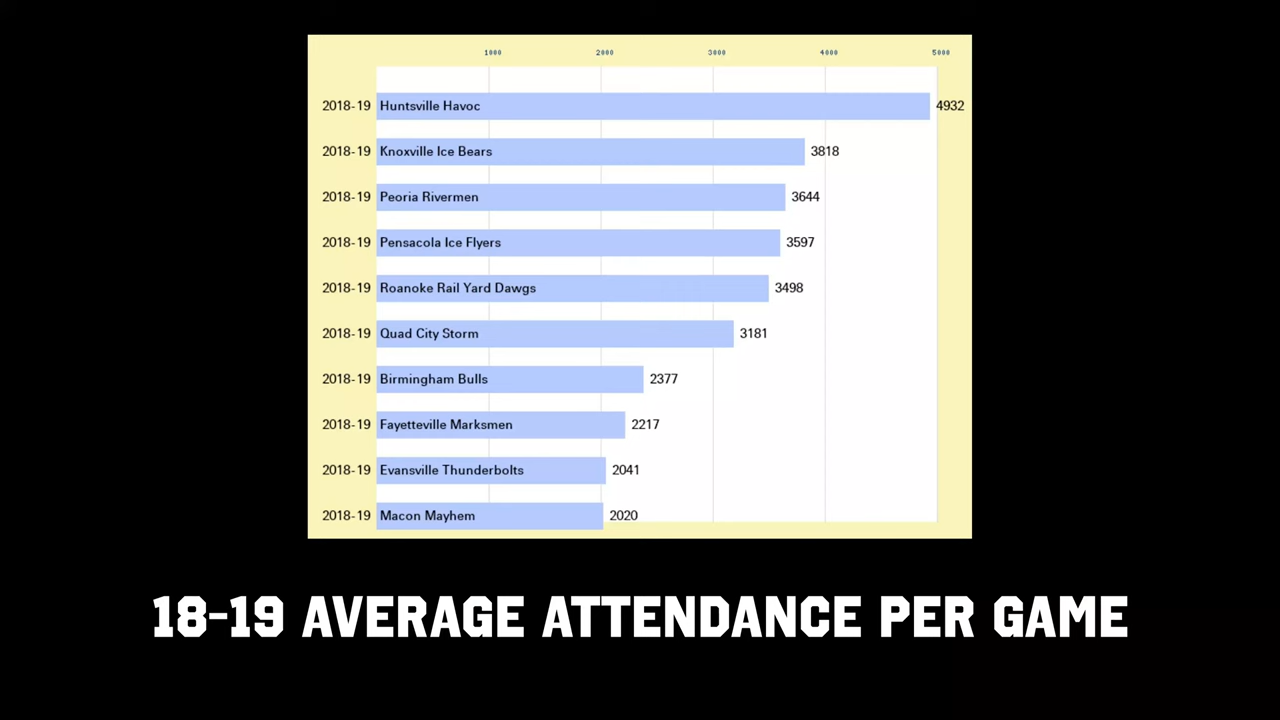 1000 2000 3000 4000 5000
2018-19 Huntsville Havoc 4932
2018-19 Knoxville Ice Bears 3818
2018-19 Peoria Rivermen 3644
2018-19 Pensacola Ice Flyers 3597
2018-19 Roanoke Rail Yard Dawgs 3498
2018-19 Quad City Storm 3181
2018-19 Birmingham Bulls 2377
2018-19 Fayetteville Marksmen 2217
2018-19 Evansville Thunderbolts 2041
2018-19 Macon Mayhem 2020
18-19 AVERAGE ATTENDANCE PER GAME